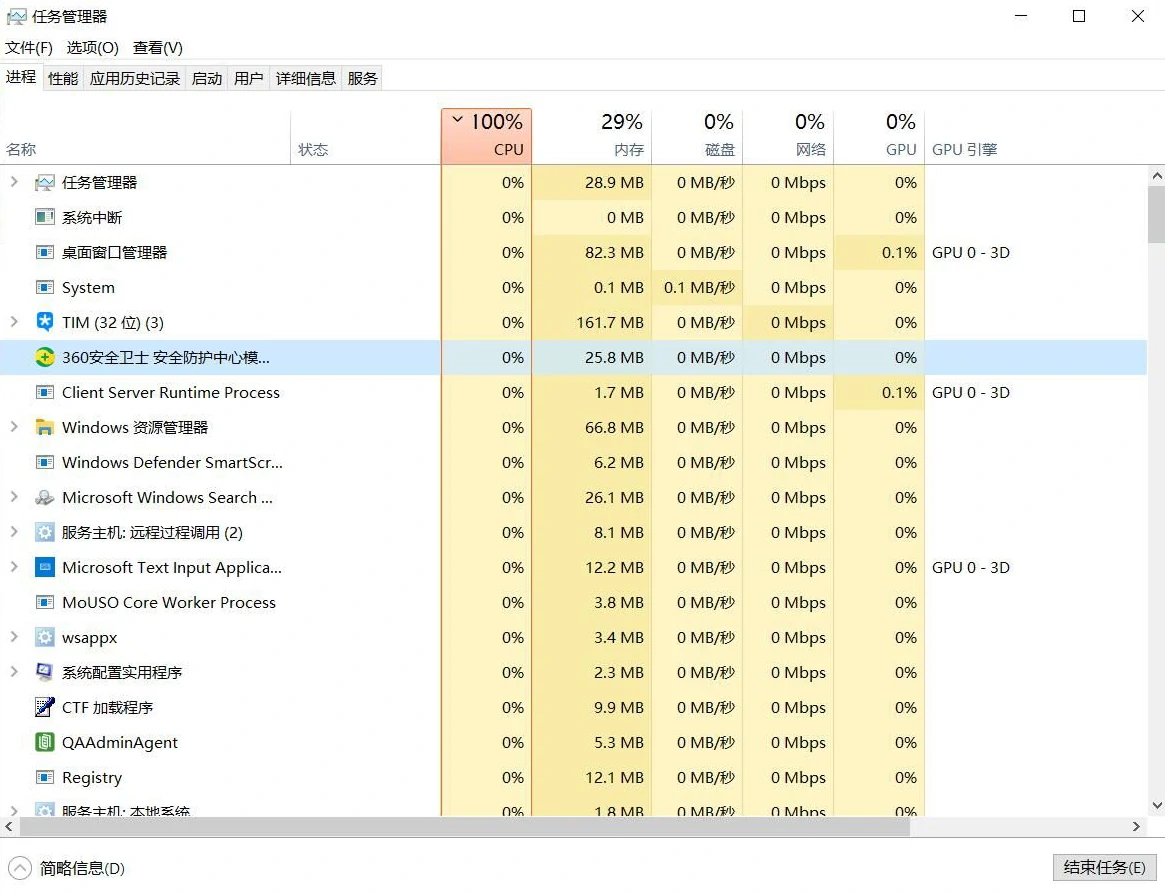 任务管理器
文件(F) 选项(O) 查看(V)
进程 性能 应用历史记录 启动 用户 详细信息 服务
100% 29% 0% 0% 0%
名称 状态 CPU 内存 磁盘 网络 GPU GPU 引擎
任务管理器 0% 28.9 MB 0 MB/秒 0 Mbps 0%
系统中断 0% 0 MB 0 MB/秒 0 Mbps 0%
桌面窗口管理器 0% 82.3 MB 0 MB/秒 0 Mbps 0.1% GPU 0 - 3D
System 0% 0.1 MB 0.1 MB/秒 0 Mbps 0%
TIM (32 位) (3) 0% 161.7 MB 0 MB/秒 0 Mbps 0%
360安全卫士 安全防护中心模... 0% 25.8 MB 0 MB/秒 0 Mbps 0%
Client Server Runtime Process 0% 1.7 MB 0 MB/秒 0 Mbps 0.1% GPU 0 - 3D
Windows 资源管理器 0% 66.8 MB 0 MB/秒 0 Mbps 0%
Windows Defender SmartScr... 0% 6.2 MB 0 MB/秒 0 Mbps 0%
Microsoft Windows Search ... 0% 26.1 MB 0 MB/秒 0 Mbps 0%
服务主机: 远程过程调用 (2) 0% 8.1 MB 0 MB/秒 0 Mbps 0%
Microsoft Text Input Applica... 0% 12.2 MB 0 MB/秒 0 Mbps 0% GPU 0 - 3D
MoUSO Core Worker Process 0% 3.8 MB 0 MB/秒 0 Mbps 0%
wsappx 0% 3.4 MB 0 MB/秒 0 Mbps 0%
系统配置实用程序 0% 2.3 MB 0 MB/秒 0 Mbps 0%
CTF 加载程序 0% 9.9 MB 0 MB/秒 0 Mbps 0%
QAAdminAgent 0% 5.3 MB 0 MB/秒 0 Mbps 0%
Registry 0% 12.1 MB 0 MB/秒 0 Mbps 0%
服务主机: 本地系统 0% 1.8 MB 0 MB/秒 0 Mbps 0%
简略信息(D) 结束任务(E)